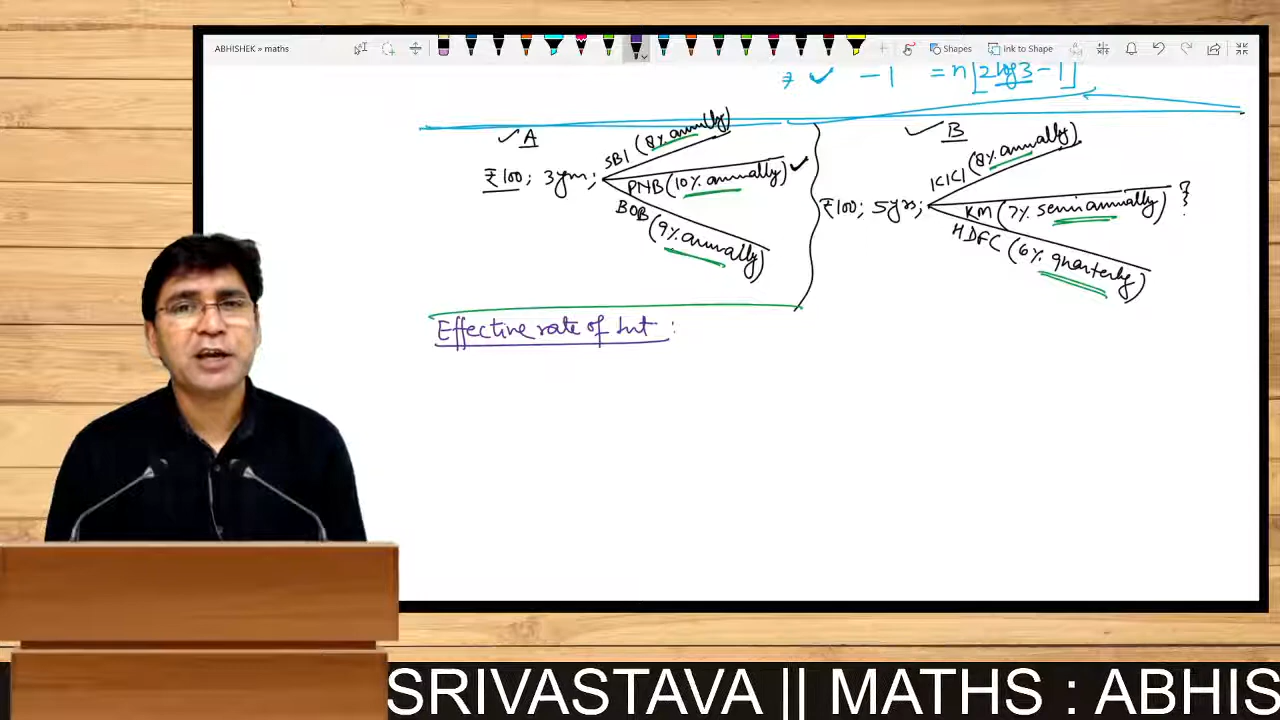 ABHISHEK » maths
Shapes
Ink to Shape
⇒ ✓ -1 = n[2log3-1]
✓ A
₹100; 3yrs;
SBI (8% annually)
PNB (10% annually) ✓
BOB (9% annually)
✓ B
₹100; 5yrs;
ICICI (8% annually)
KM (7% semi annually) ?
HDFC (6% quarterly)
Effective rate of Int :
SRIVASTAVA || MATHS : ABHIS